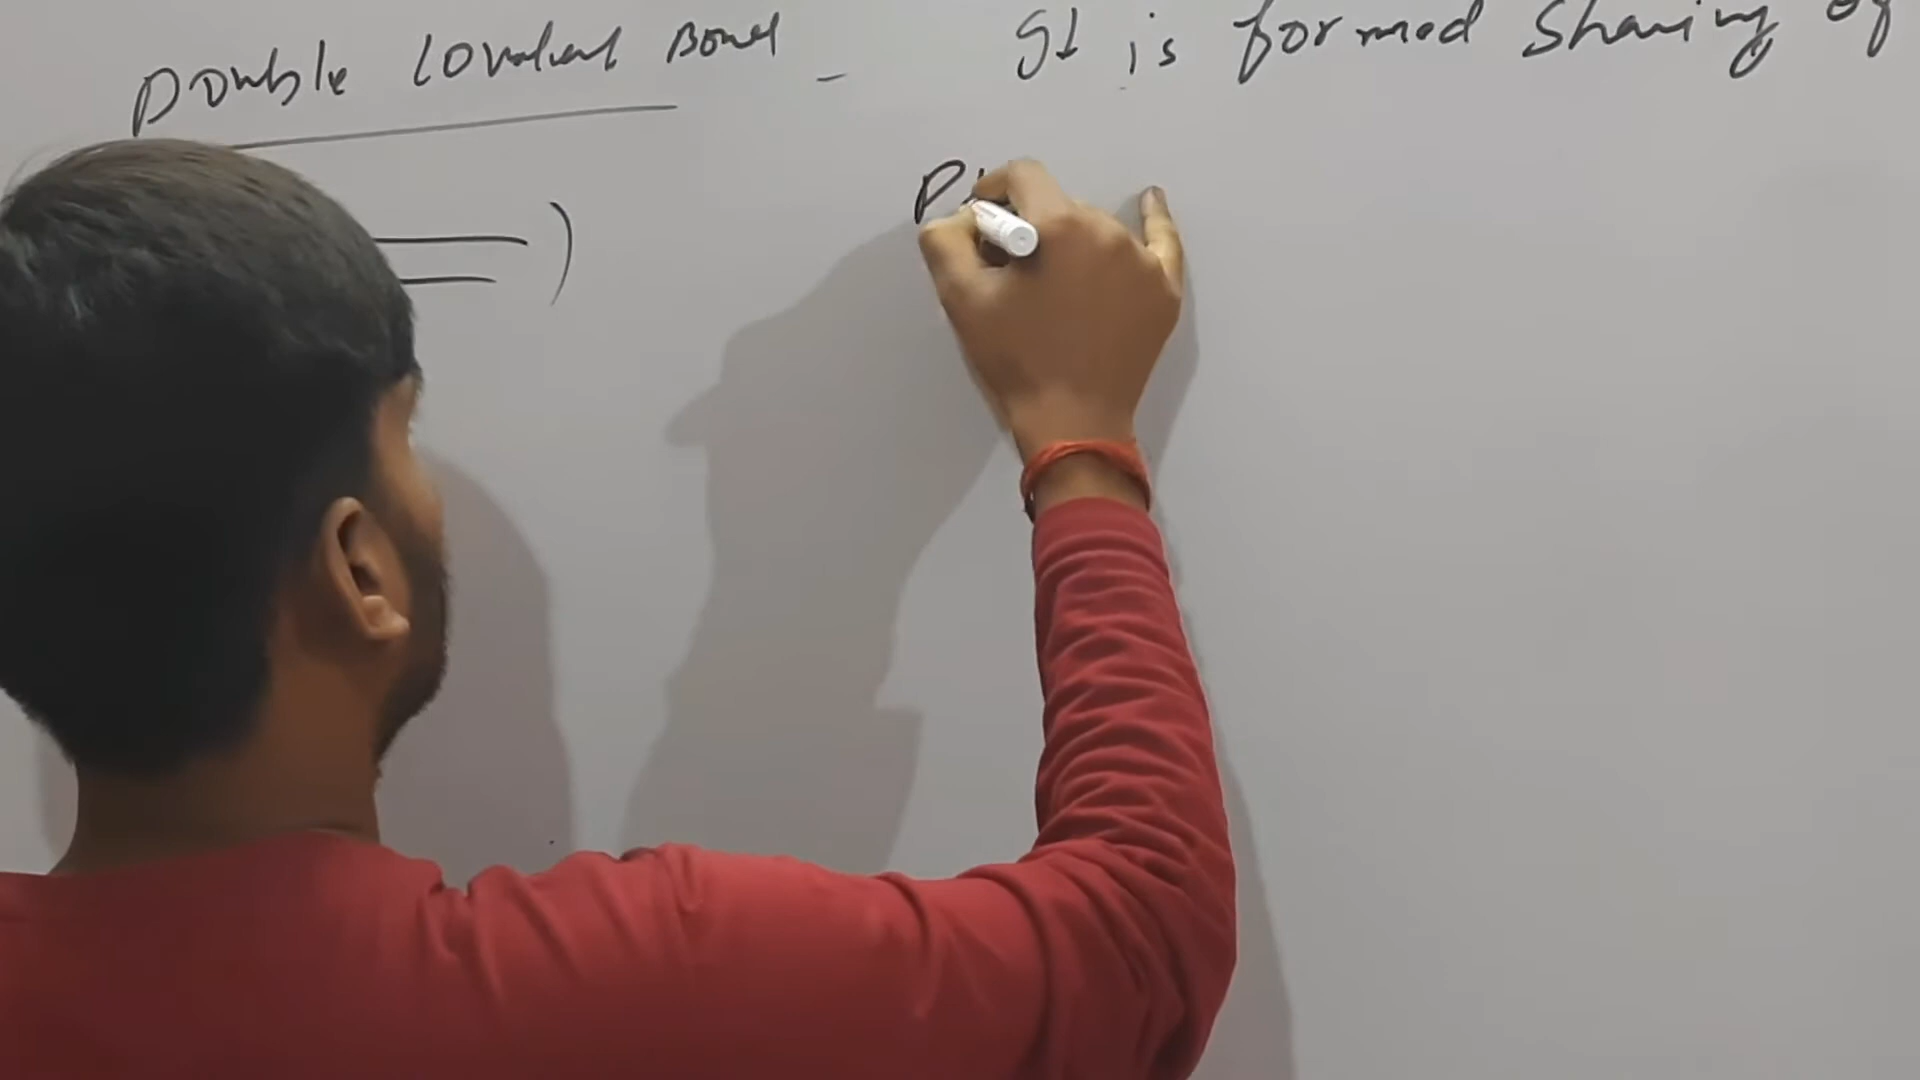 Double Covalent Bond - It is formed Sharing of
)